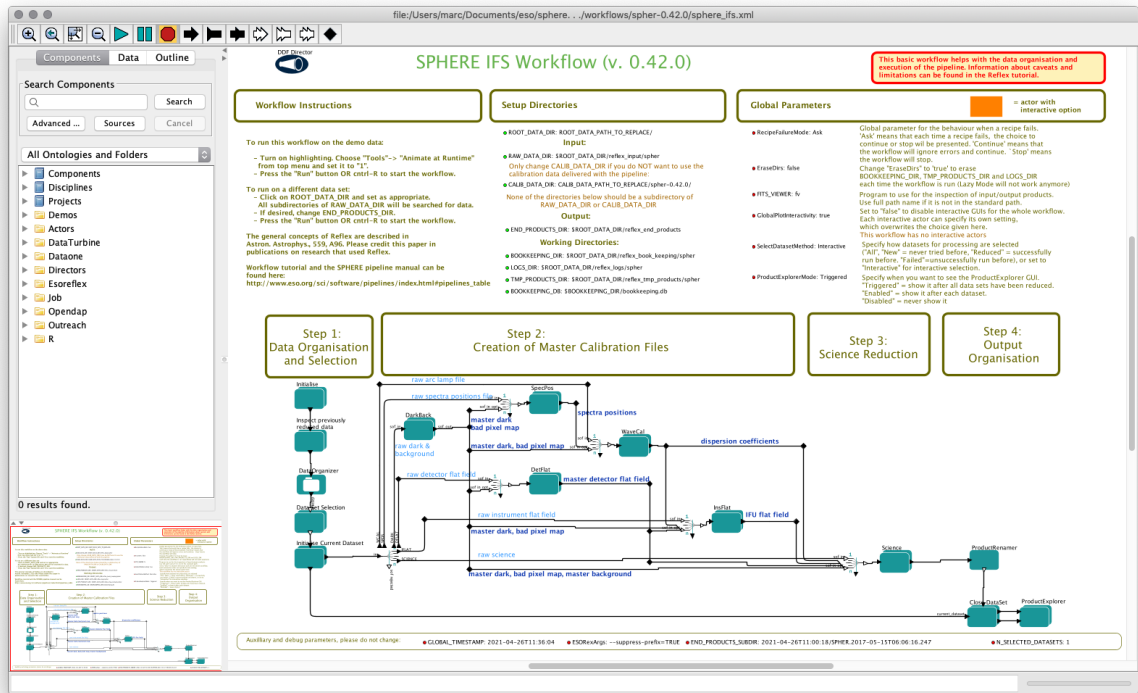 file:/Users/marc/Documents/eso/sphere. . ./workflows/spher-0.42.0/sphere_ifs.xml
Components
Data
Outline
Search Components
Search
Advanced ...
Sources
Cancel
All Ontologies and Folders
Components
Disciplines
Projects
Demos
Actors
DataTurbine
Dataone
Directors
Esoreflex
Job
Opendap
Outreach
R
0 results found.
DDF Director
SPHERE IFS Workflow (v. 0.42.0)
This basic workflow helps with the data organisation and
execution of the pipeline. Information about caveats and
limitations can be found in the Reflex tutorial.
Workflow Instructions
Setup Directories
Global Parameters
= actor with
interactive option
To run this workflow on the demo data:
- Turn on highlighting. Choose "Tools"-> "Animate at Runtime"
from top menu and set it to "1".
- Press the "Run" button OR cntrl-R to start the workflow.
To run on a different data set:
- Click on ROOT_DATA_DIR and set as appropriate.
All subdirectories of RAW_DATA_DIR will be searched for data.
- If desired, change END_PRODUCTS_DIR.
- Press the "Run" button OR cntrl-R to start the workflow.
The general concepts of Reflex are described in
Astron. Astrophys., 559, A96. Please credit this paper in
publications on research that used Reflex.
Workflow tutorial and the SPHERE pipeline manual can be
found here:
http://www.eso.org/sci/software/pipelines/index.html#pipelines_table
ROOT_DATA_DIR: ROOT_DATA_PATH_TO_REPLACE/
Input:
RAW_DATA_DIR: $ROOT_DATA_DIR/reflex_input/spher
Only change CALIB_DATA_DIR if you do NOT want to use the
calibration data delivered with the pipeline:
CALIB_DATA_DIR: CALIB_DATA_PATH_TO_REPLACE/spher-0.42.0/
None of the directories below should be a subdirectory of
RAW_DATA_DIR or CALIB_DATA_DIR
Output:
END_PRODUCTS_DIR: $ROOT_DATA_DIR/reflex_end_products
Working Directories:
BOOKKEEPING_DIR: $ROOT_DATA_DIR/reflex_book_keeping/spher
LOGS_DIR: $ROOT_DATA_DIR/reflex_logs/spher
TMP_PRODUCTS_DIR: $ROOT_DATA_DIR/reflex_tmp_products/spher
BOOKKEEPING_DB: $BOOKKEEPING_DIR/bookkeeping.db
RecipeFailureMode: Ask
EraseDirs: false
FITS_VIEWER: fv
GlobalPlotInteractivity: true
SelectDatasetMethod: Interactive
ProductExplorerMode: Triggered
Global parameter for the behaviour when a recipe fails.
'Ask' means that each time a recipe fails, the choice to
continue or stop wil be presented. 'Continue' means that
the workflow will ignore errors and continue. `Stop' means
the workflow will stop.
Change "EraseDirs" to 'true' to erase
BOOKKEEPING_DIR, TMP_PRODUCTS_DIR and LOGS_DIR
each time the workflow is run (Lazy Mode will not work anymore)
Program to use for the inspection of input/output products.
Use full path name if it is not in the standard path.
Set to "false" to disable interactive GUIs for the whole workflow.
Each interactive actor can specify its own setting,
which overwrites the choice given here.
This workflow has no interactive actors
Specify how datasets for processing are selected
("All", "New" = never tried before, "Reduced" = successfully
run before, "Failed"=unsuccessfully run before), or set to
"Interactive" for interactive selection.
Specify when you want to see the ProductExplorer GUI.
"Triggered" = show it after all data sets have been reduced.
"Enabled" = show it after each dataset.
"Disabled" = never show it
Step 1:
Data Organisation
and Selection
Step 2:
Creation of Master Calibration Files
Step 3:
Science Reduction
Step 4:
Output
Organisation
Initialise
Inspect previously
reduced data
DataOrganizer
Dataset Selection
Initialise Current Dataset
raw arc lamp file
raw spectra positions file
DarkBack
raw dark &
background
master dark
bad pixel map
SpecPos
spectra positions
master dark, bad pixel map
WaveCal
dispersion coefficients
raw detector flat field
DetFlat
master detector flat field
raw instrument flat field
master dark, bad pixel map
InsFlat
IFU flat field
raw science
master dark, bad pixel map, master background
Science
ProductRenamer
CloseDataSet
ProductExplorer
Auxiliary and debug parameters, please do not change:
GLOBAL_TIMESTAMP: 2021-04-26T11:36:04
ESORexArgs: --suppress-prefix=TRUE
END_PRODUCTS_SUBDIR: 2021-04-26T11:00:18/SPHER.2017-05-15T06:06:16.247
N_SELECTED_DATASETS: 1